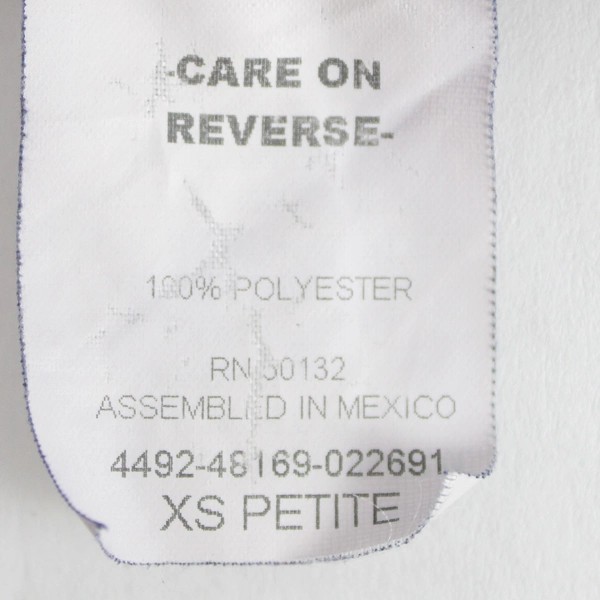 -CARE ON
REVERSE-
100% POLYESTER
RN 50132
ASSEMBLED IN MEXICO
4492-48169-022691
XS PETITE